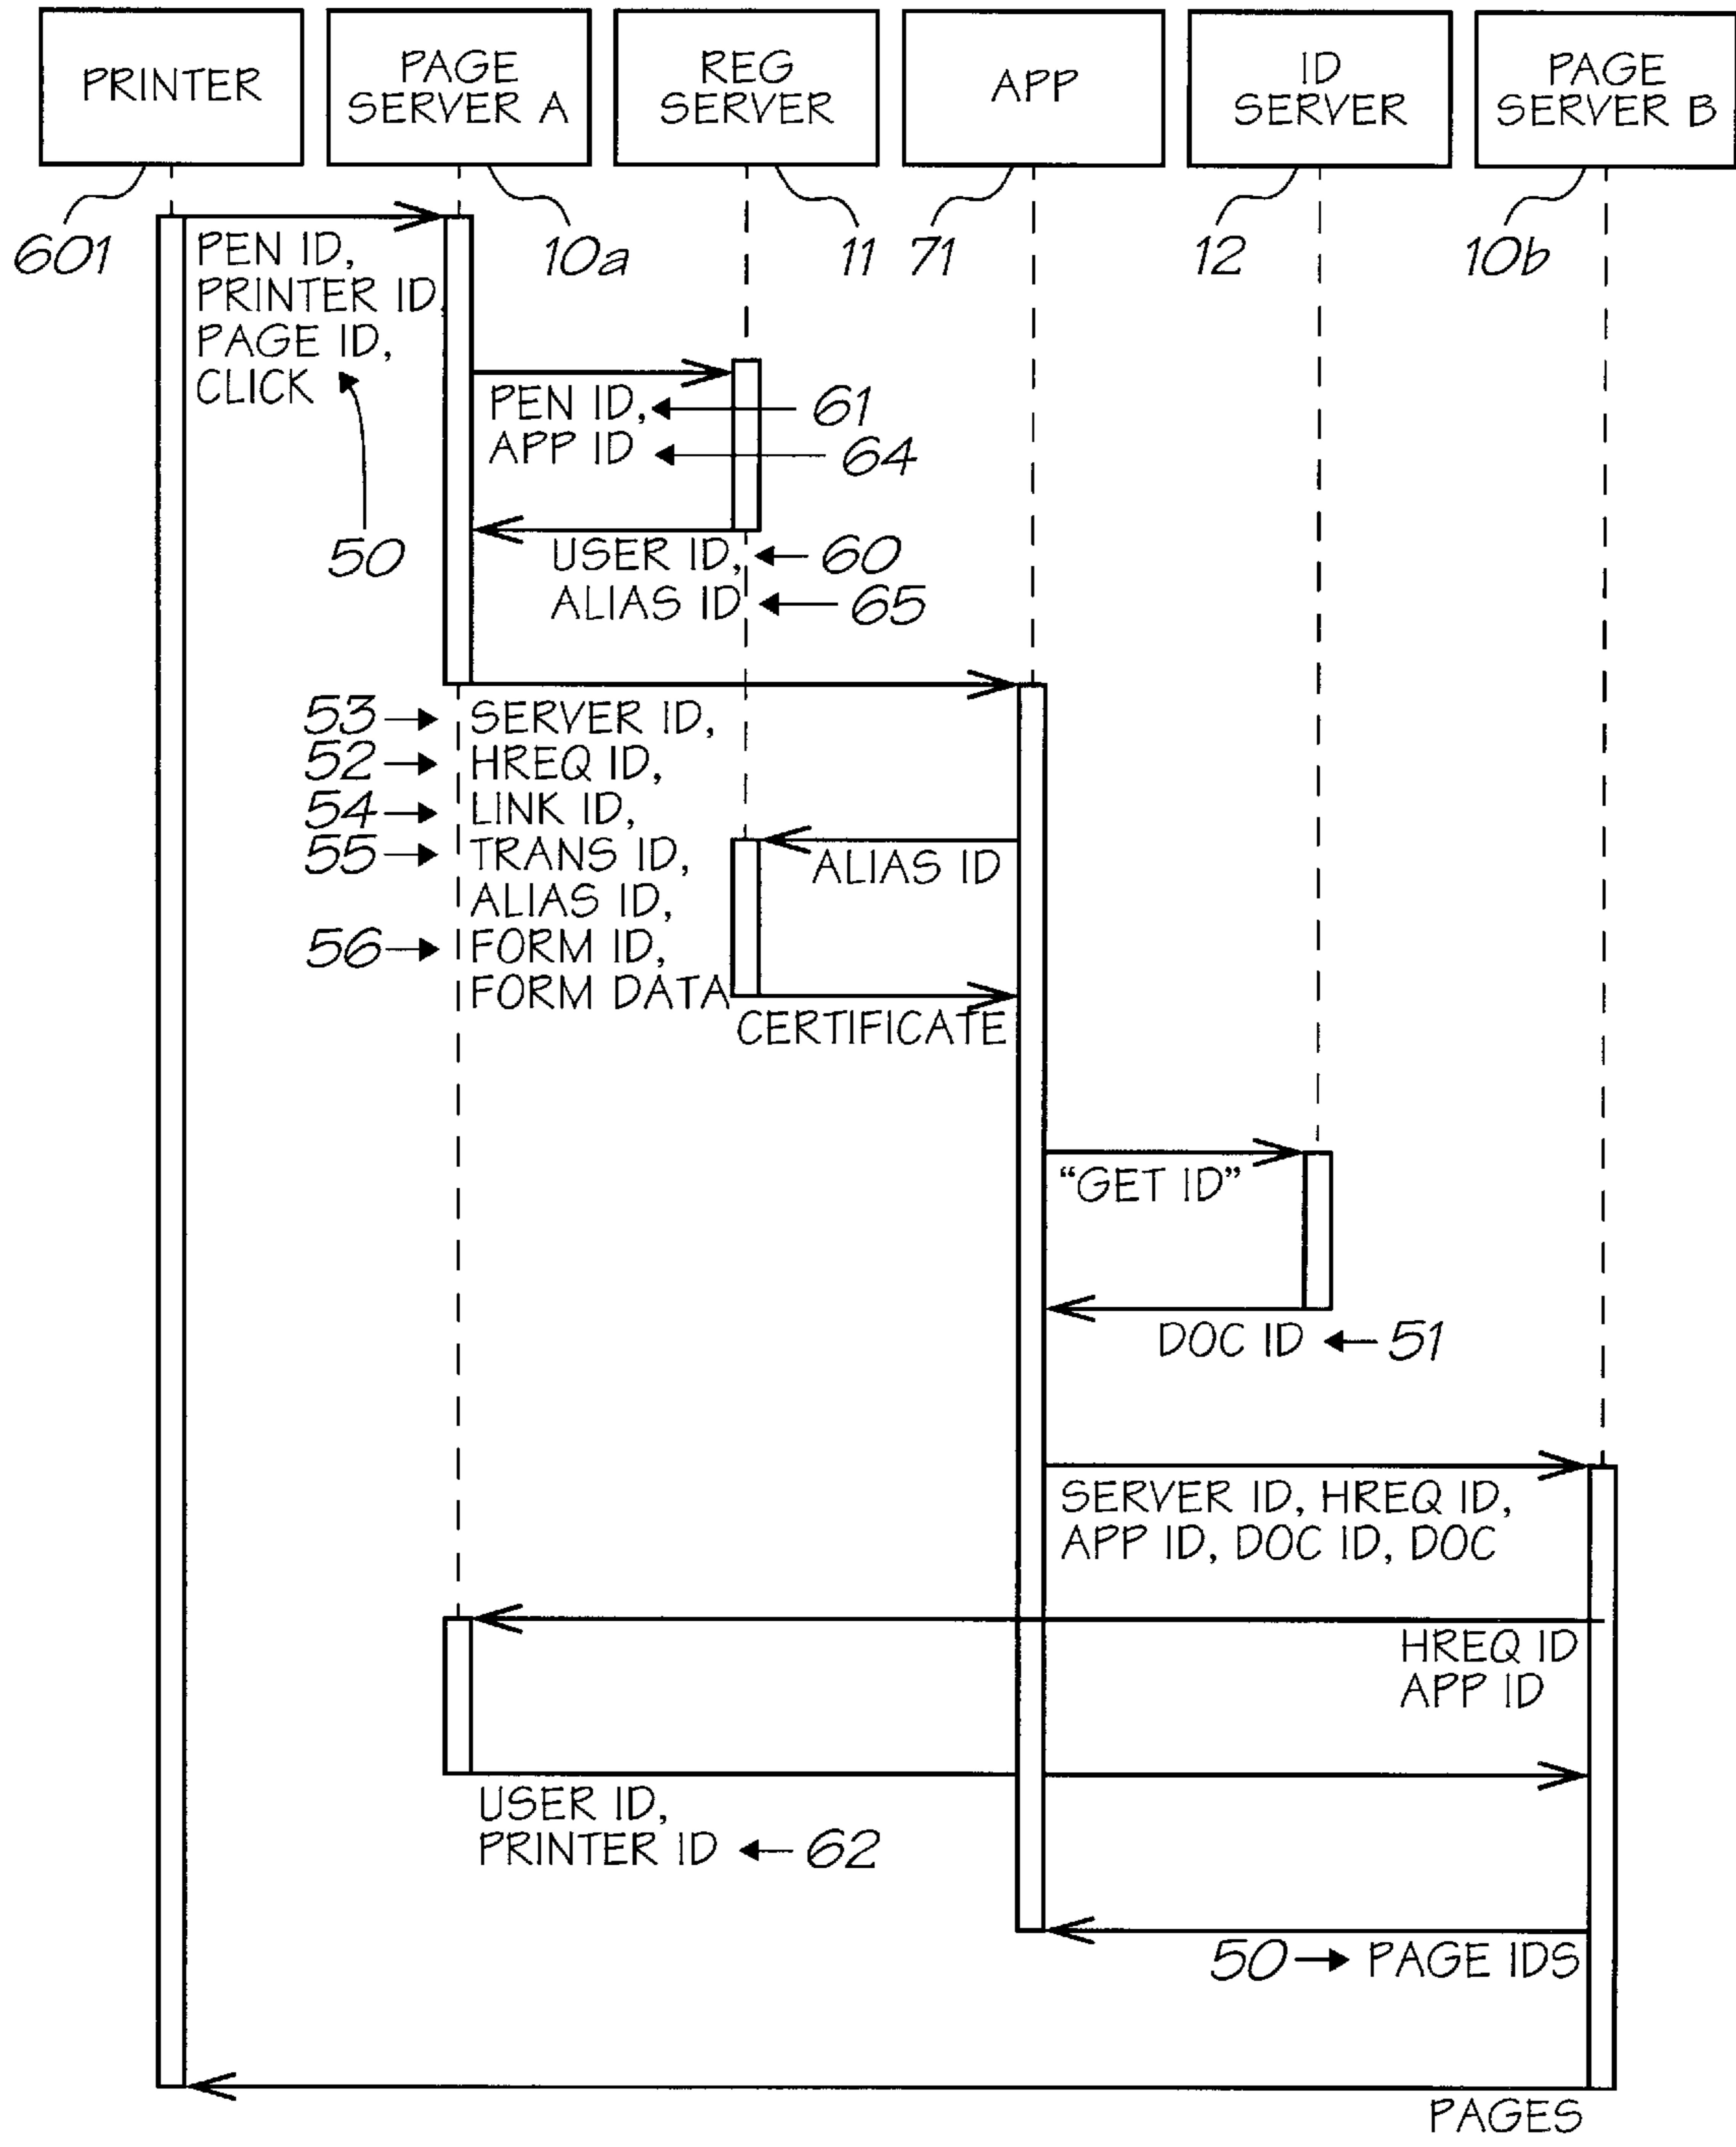 PRINTER
PAGE
SERVER A
REG
SERVER
APP
ID
SERVER
PAGE
SERVER B
601
10a
11
71
12
10b
PEN ID,
PRINTER ID
PAGE ID,
CLICK
50
PEN ID,
61
APP ID
64
USER ID,
60
ALIAS ID
65
53
SERVER ID,
52
HREQ ID,
54
LINK ID,
55
TRANS ID,
ALIAS ID,
56
FORM ID,
FORM DATA
ALIAS ID
CERTIFICATE
“GET ID”
DOC ID
51
SERVER ID, HREQ ID,
APP ID, DOC ID, DOC
HREQ ID
APP ID
USER ID,
PRINTER ID
62
50
PAGE IDS
PAGES